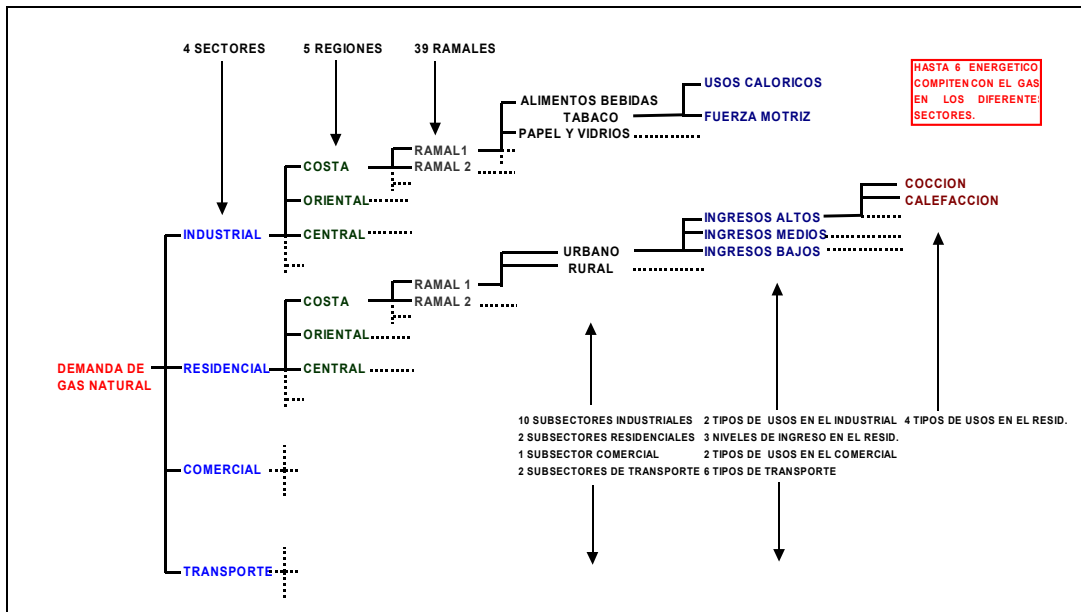 4 SECTORES
5 REGIONES
39 RAMALES
HASTA 6 ENERGETICO
COMPITEN CON EL GAS
EN LOS DIFERENTE
SECTORES.
USOS CALORICOS
ALIMENTOS BEBIDAS
TABACO
FUERZA MOTRIZ
PAPEL Y VIDRIOS
RAMAL1
RAMAL 2
COSTA
ORIENTAL
INDUSTRIAL
CENTRAL
COCCION
CALEFACCION
INGRESOS ALTOS
INGRESOS MEDIOS
INGRESOS BAJOS
URBANO
RURAL
RAMAL 1
RAMAL 2
COSTA
ORIENTAL
DEMANDA DE
GAS NATURAL
RESIDENCIAL
CENTRAL
10 SUBSECTORES INDUSTRIALES
2 SUBSECTORES RESIDENCIALES
1 SUBSECTOR COMERCIAL
2 SUBSECTORES DE TRANSPORTE
2 TIPOS DE USOS EN EL INDUSTRIAL
3 NIVELES DE INGRESO EN EL RESID.
2 TIPOS DE USOS EN EL COMERCIAL
6 TIPOS DE TRANSPORTE
4 TIPOS DE USOS EN EL RESID.
COMERCIAL
TRANSPORTE